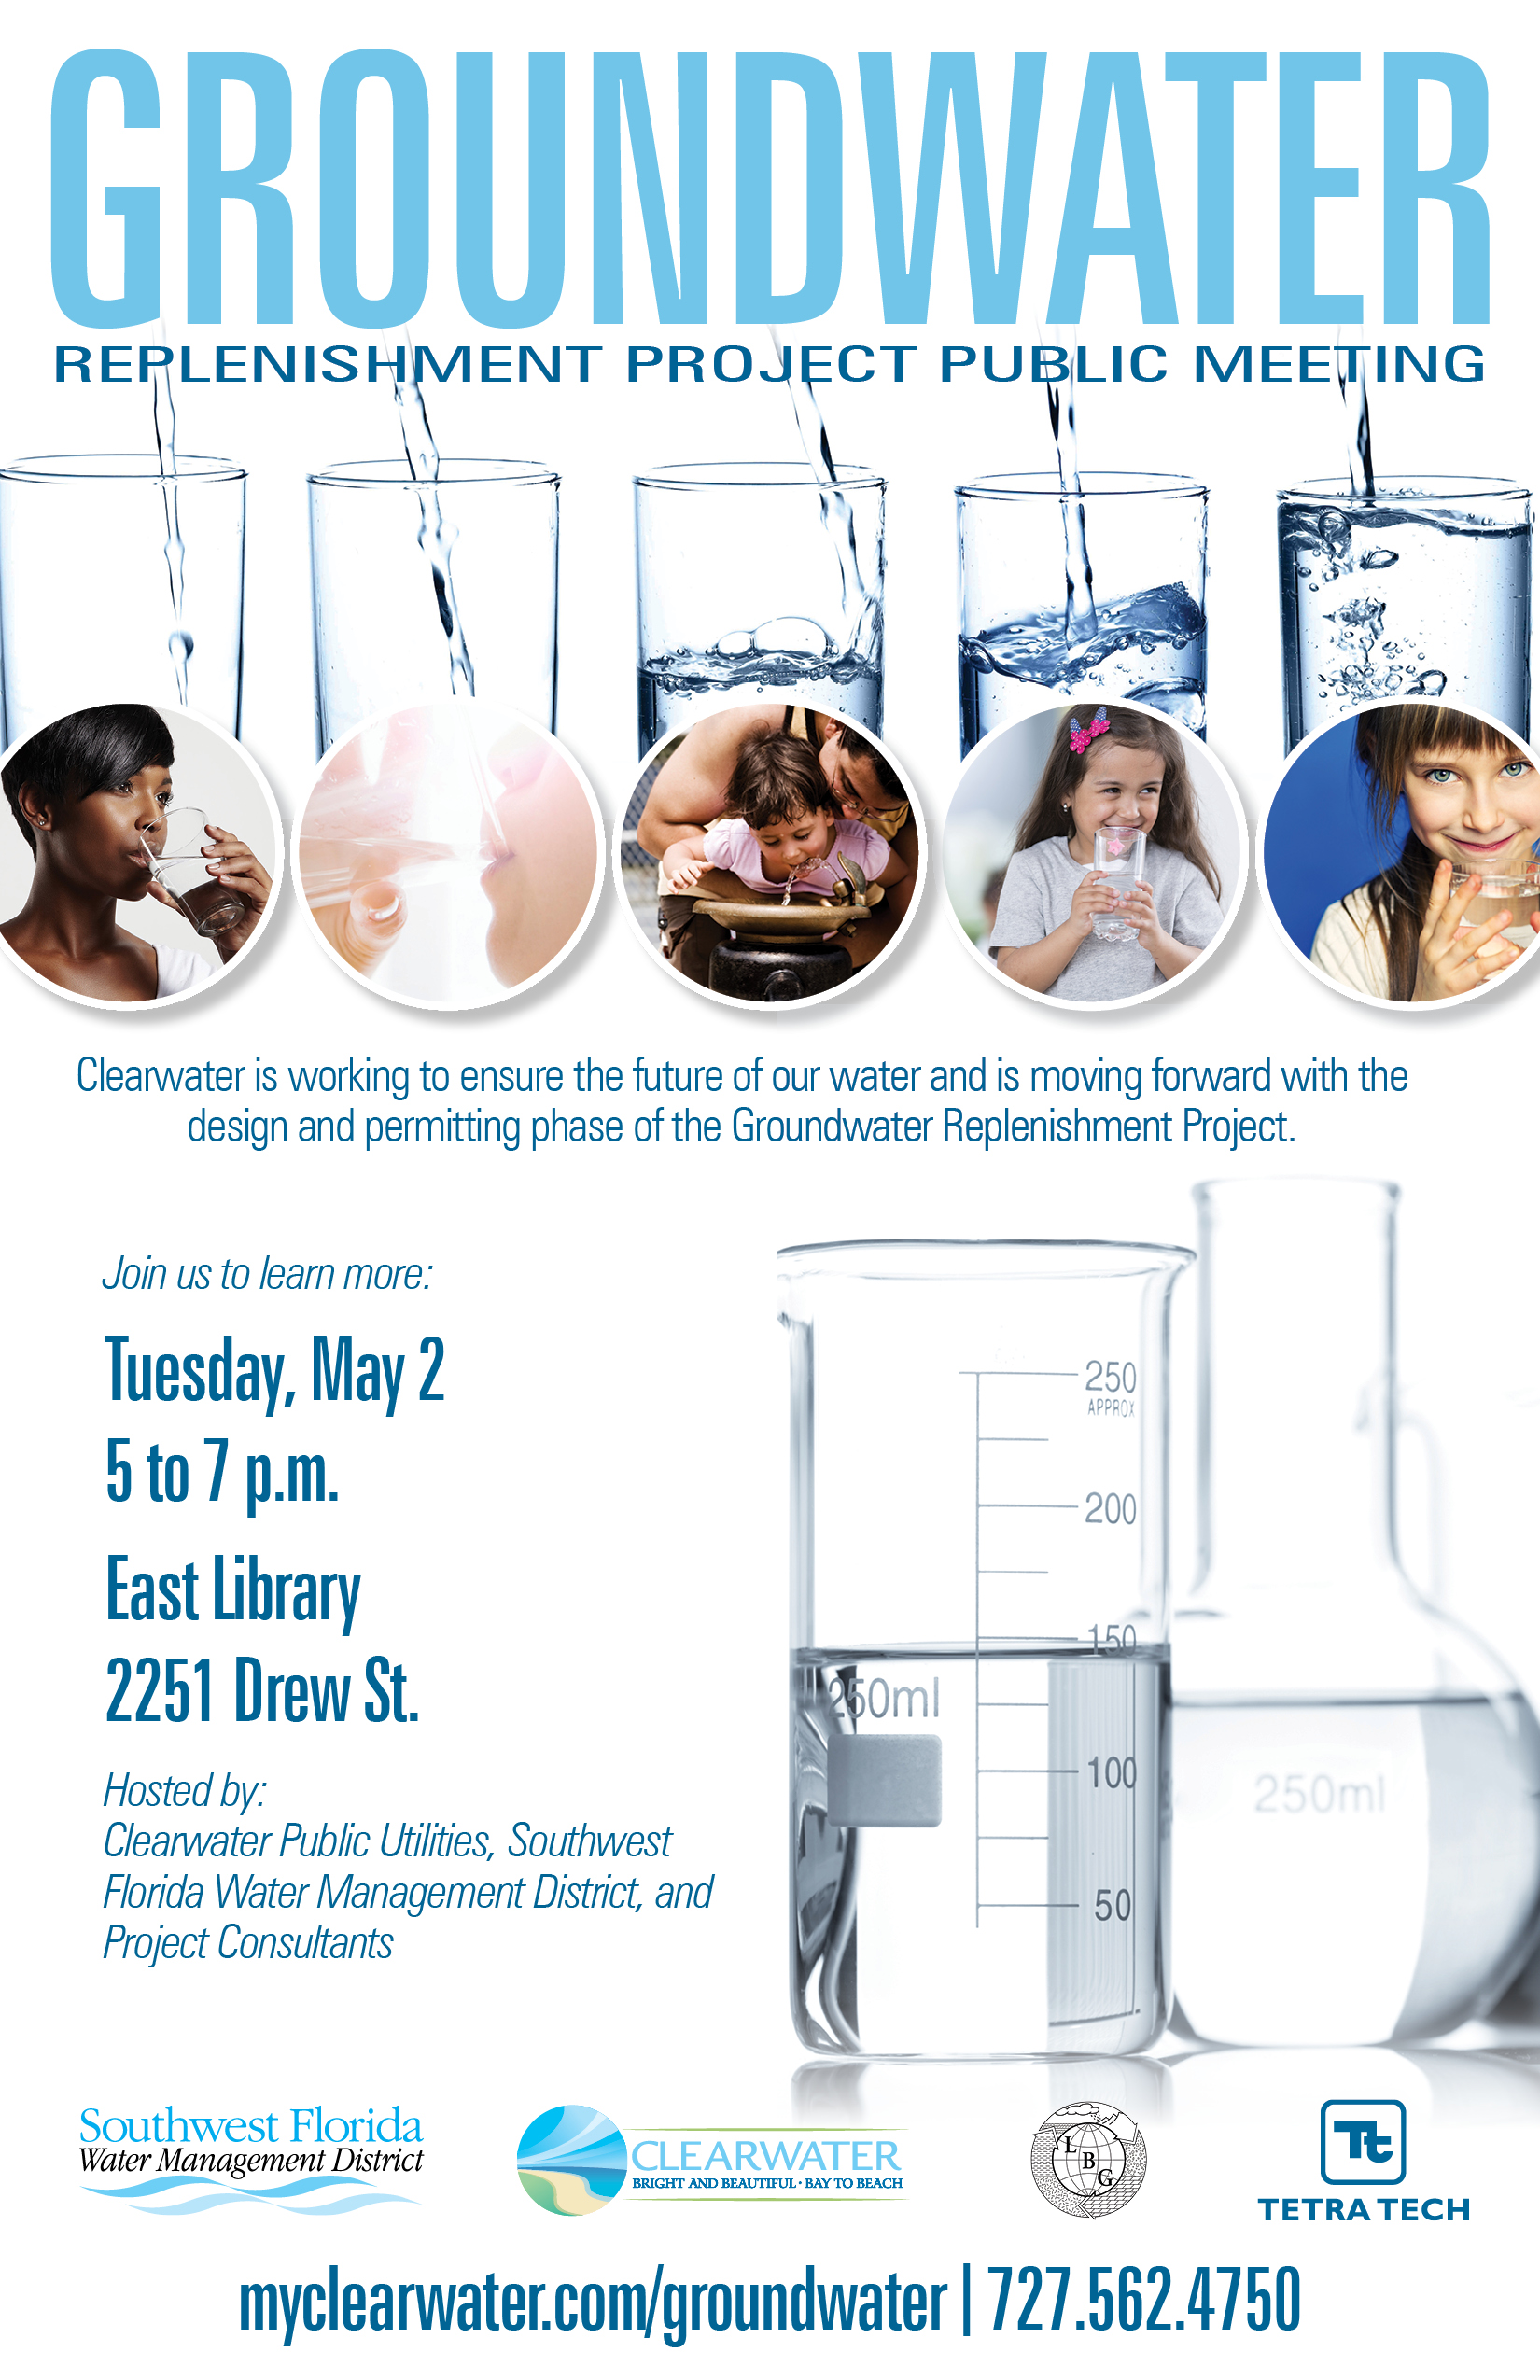 GROUNDWATER
REPLENISHMENT PROJECT PUBLIC MEETING
Clearwater is working to ensure the future of our water and is moving forward with the
design and permitting phase of the Groundwater Replenishment Project.
Join us to learn more:
Tuesday, May 2
5 to 7 p.m.
East Library
2251 Drew St.
Hosted by:
Clearwater Public Utilities, Southwest
Florida Water Management District, and
Project Consultants
250
APPROX
200
150
250ml
100
250ml
50
Southwest Florida
Water Management District
CLEARWATER
BRIGHT AND BEAUTIFUL • BAY TO BEACH
LBG
Tt
TETRA TECH
myclearwater.com/groundwater | 727.562.4750